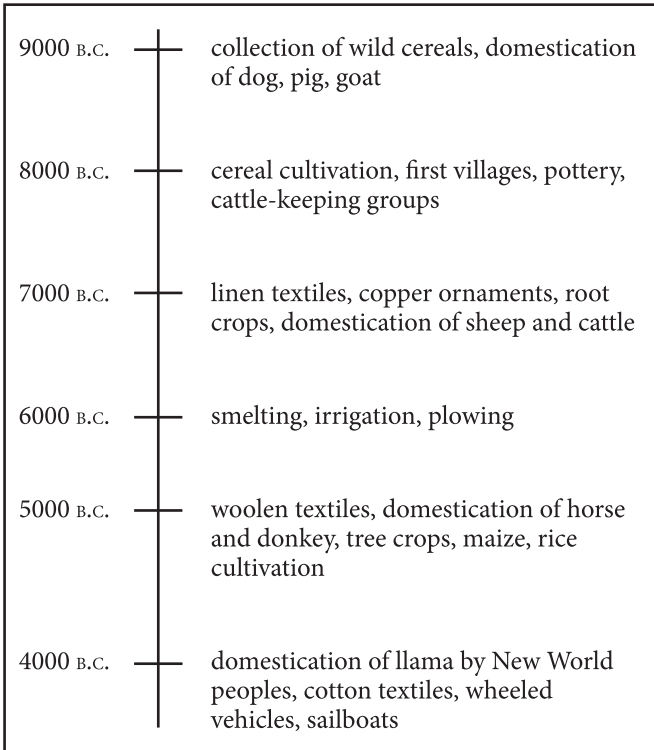 9000 B.C. collection of wild cereals, domestication
of dog, pig, goat
8000 B.C. cereal cultivation, first villages, pottery,
cattle-keeping groups
7000 B.C. linen textiles, copper ornaments, root
crops, domestication of sheep and cattle
6000 B.C. smelting, irrigation, plowing
5000 B.C. woolen textiles, domestication of horse
and donkey, tree crops, maize, rice
cultivation
4000 B.C. domestication of llama by New World
peoples, cotton textiles, wheeled
vehicles, sailboats